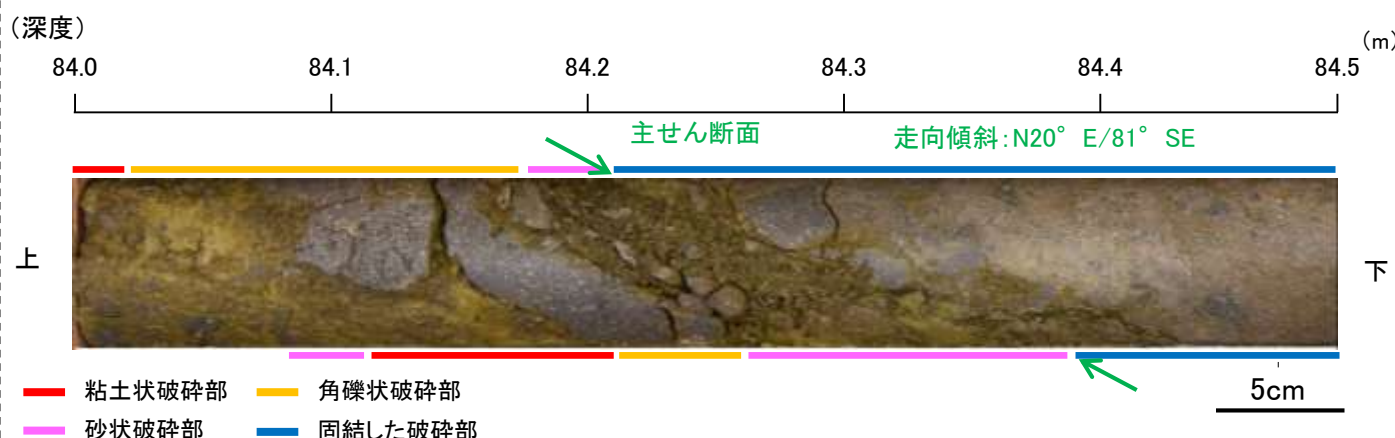 (深度)
(m)
84.0 84.1 84.2 84.3 84.4 84.5
主せん断面 走向傾斜:N20° E/81° SE
上
下
粘土状破砕部 角礫状破砕部
砂状破砕部 固結した破砕部
5cm